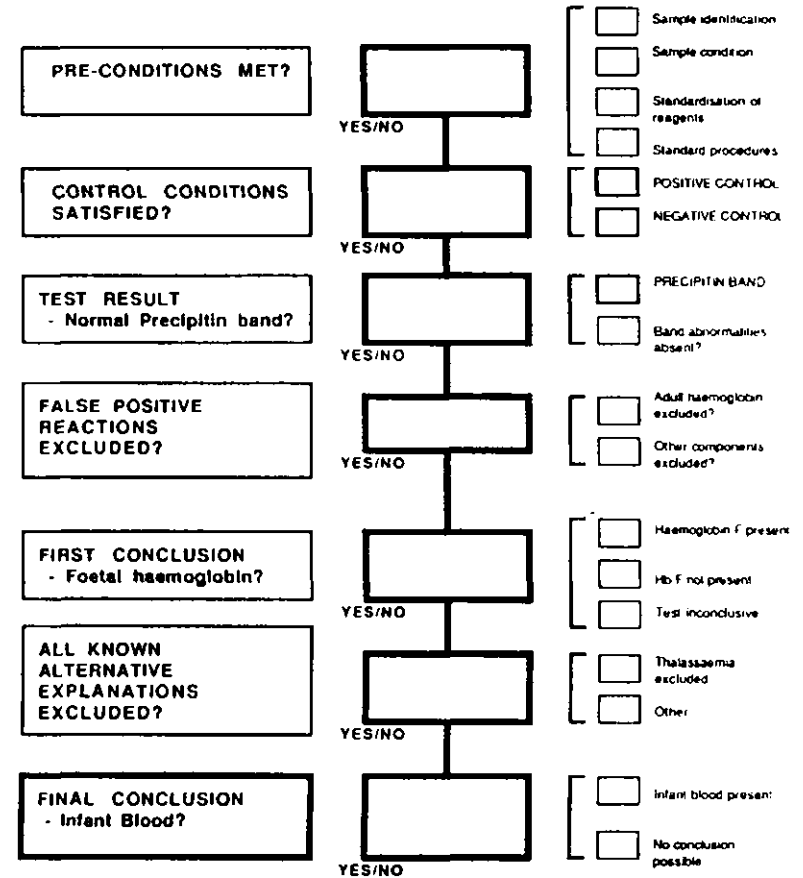 PRE-CONDITIONS MET?
YES/NO
Sample identification
Sample condition
Standardisation of
reagents
Standard procedures
CONTROL CONDITIONS
SATISFIED?
YES/NO
POSITIVE CONTROL
NEGATIVE CONTROL
TEST RESULT
- Normal Precipitin band?
YES/NO
PRECIPITIN BAND
Band abnormalities
absent?
FALSE POSITIVE
REACTIONS
EXCLUDED?
YES/NO
Adult haemoglobin
excluded?
Other components
excluded?
FIRST CONCLUSION
- Foetal haemoglobin?
YES/NO
Haemoglobin F present
Hb F not present
Test inconclusive
ALL KNOWN
ALTERNATIVE
EXPLANATIONS
EXCLUDED?
YES/NO
Thalassaemia
excluded
Other
FINAL CONCLUSION
- Infant Blood?
YES/NO
Infant blood present
No conclusion
possible